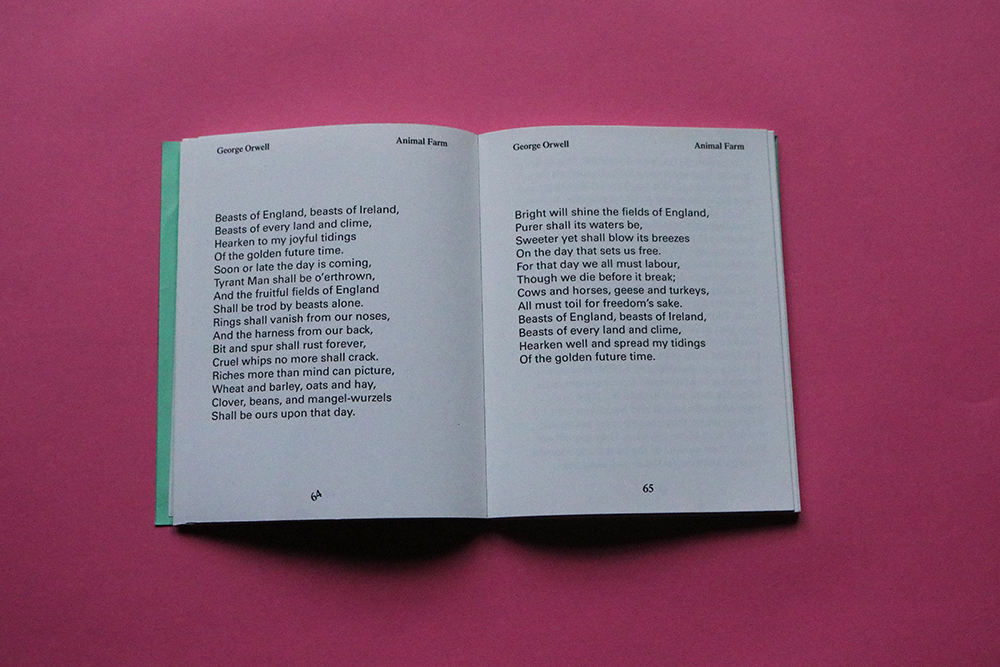 George Orwell
Animal Farm
Beasts of England, beasts of Ireland,
Beasts of every land and clime,
Hearken to my joyful tidings
Of the golden future time.
Soon or late the day is coming,
Tyrant Man shall be o’erthrown,
And the fruitful fields of England
Shall be trod by beasts alone.
Rings shall vanish from our noses,
And the harness from our back,
Bit and spur shall rust forever,
Cruel whips no more shall crack.
Riches more than mind can picture,
Wheat and barley, oats and hay,
Clover, beans, and mangel-wurzels
Shall be ours upon that day.
64
George Orwell
Animal Farm
Bright will shine the fields of England,
Purer shall its waters be,
Sweeter yet shall blow its breezes
On the day that sets us free.
For that day we all must labour,
Though we die before it break;
Cows and horses, geese and turkeys,
All must toil for freedom’s sake.
Beasts of England, beasts of Ireland,
Beasts of every land and clime,
Hearken well and spread my tidings
Of the golden future time.
65